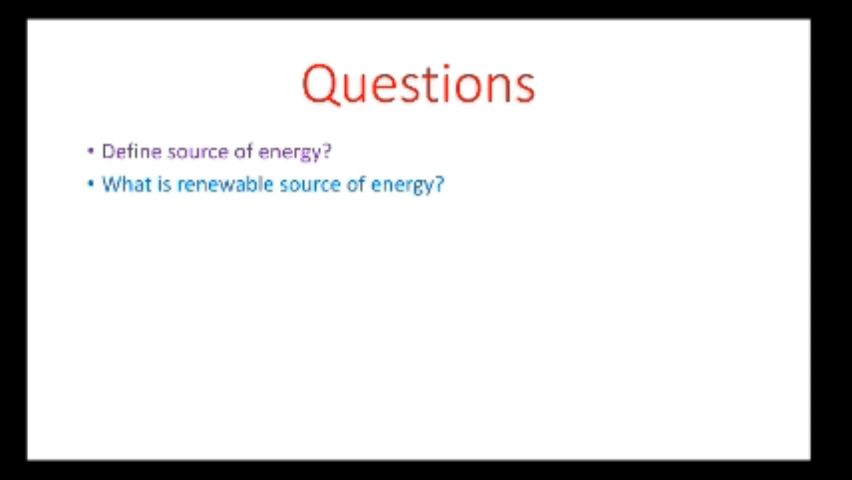 Questions
• Define source of energy?
• What is renewable source of energy?